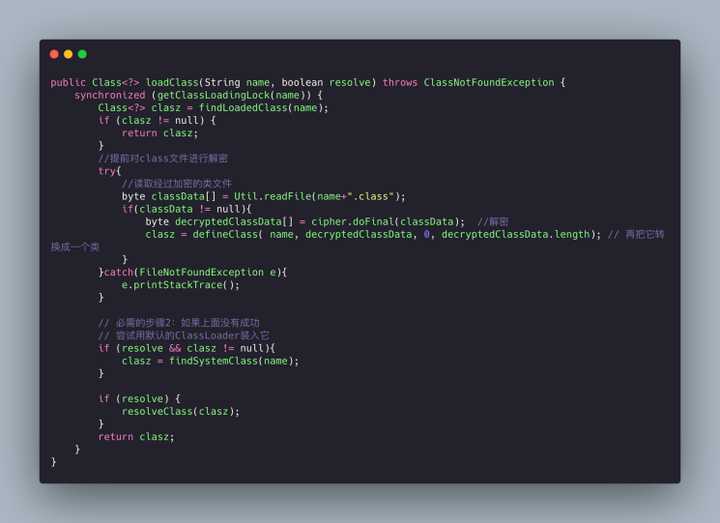 public Class<?> loadClass(String name, boolean resolve) throws ClassNotFoundException {
    synchronized (getClassLoadingLock(name)) {
        Class<?> clasz = findLoadedClass(name);
        if (clasz != null) {
            return clasz;
        }
        //提前对class文件进行解密
        try{
            //读取经过加密的类文件
            byte classData[] = Util.readFile(name+".class");
            if(classData != null){
                byte decryptedClassData[] = cipher.doFinal(classData);  //解密
                clasz = defineClass( name, decryptedClassData, 0, decryptedClassData.length); // 再把它转
换成一个类
            }
        }catch(FileNotFoundException e){
            e.printStackTrace();
        }

        // 必需的步骤2：如果上面没有成功
        // 尝试用默认的ClassLoader装入它
        if (resolve && clasz != null){
            clasz = findSystemClass(name);
        }

        if (resolve) {
            resolveClass(clasz);
        }
        return clasz;
    }
}